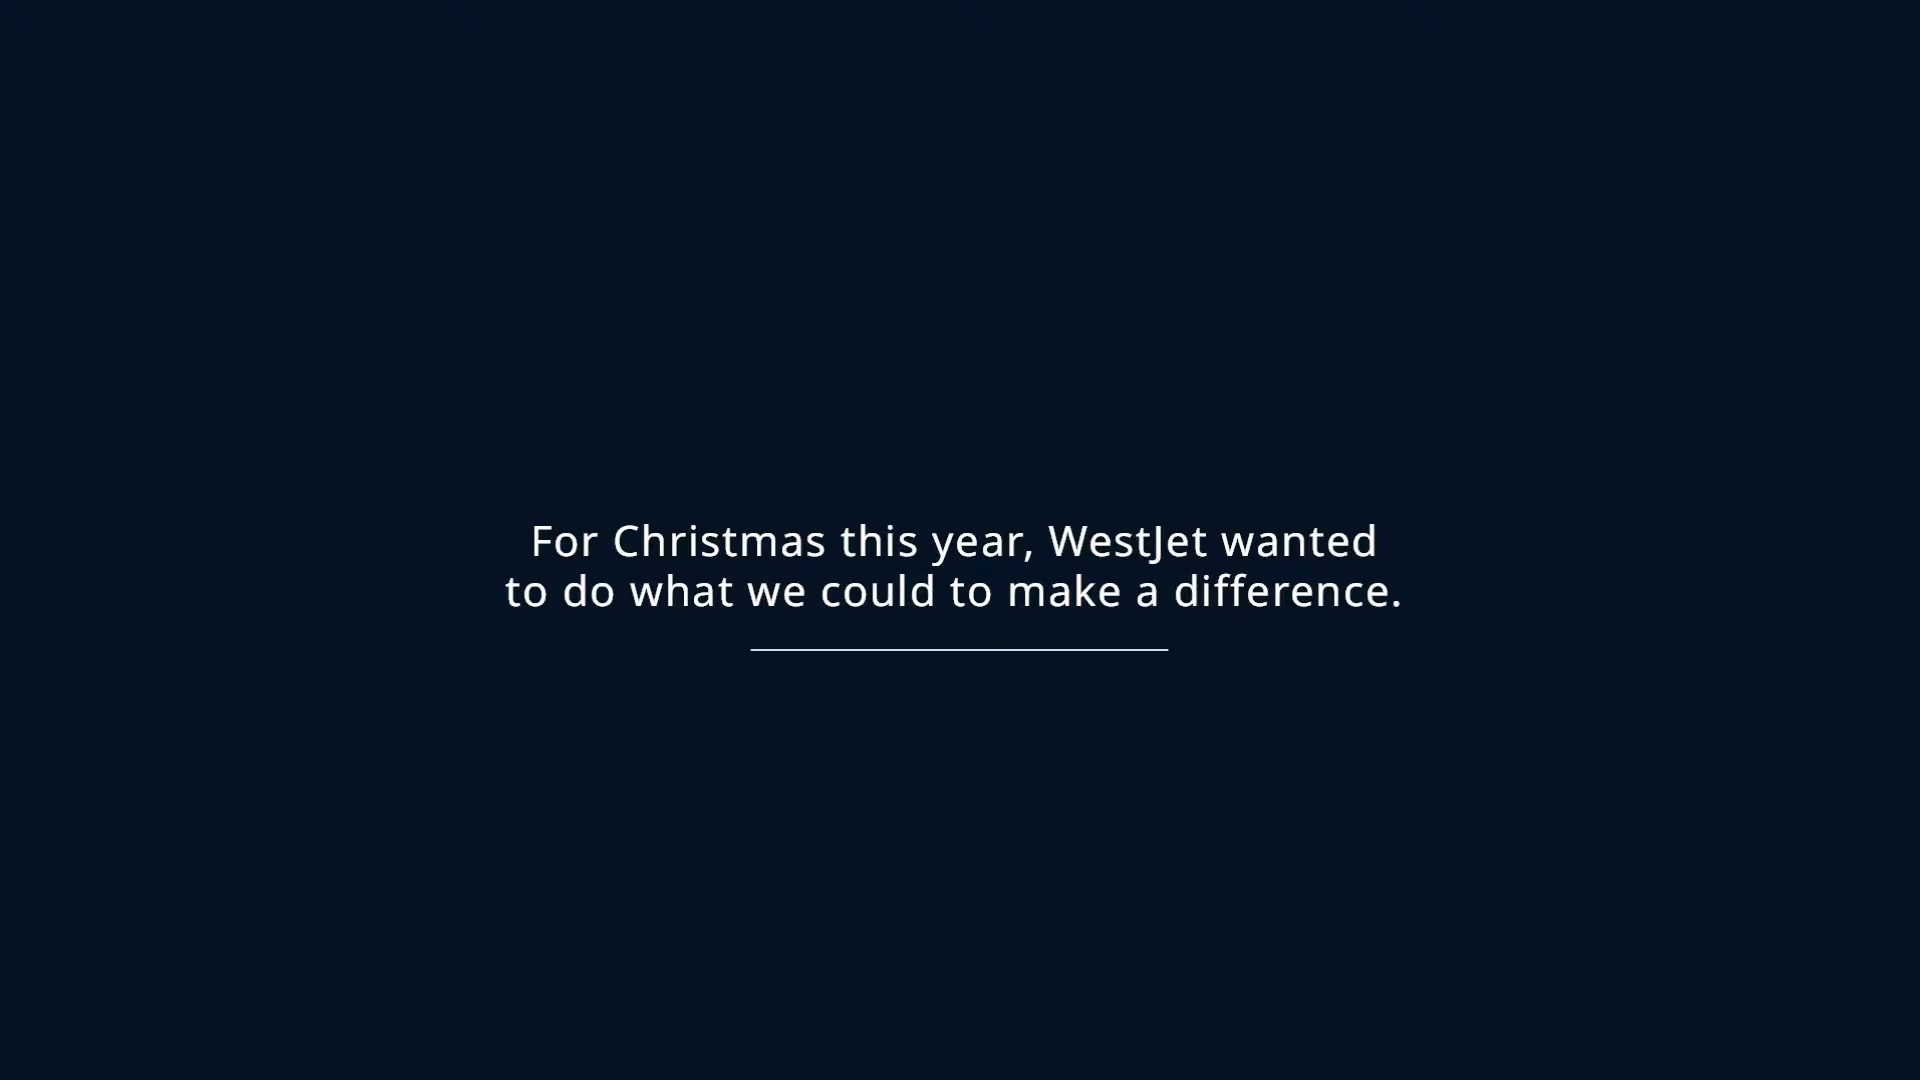 For Christmas this year, WestJet wanted
to do what we could to make a difference.